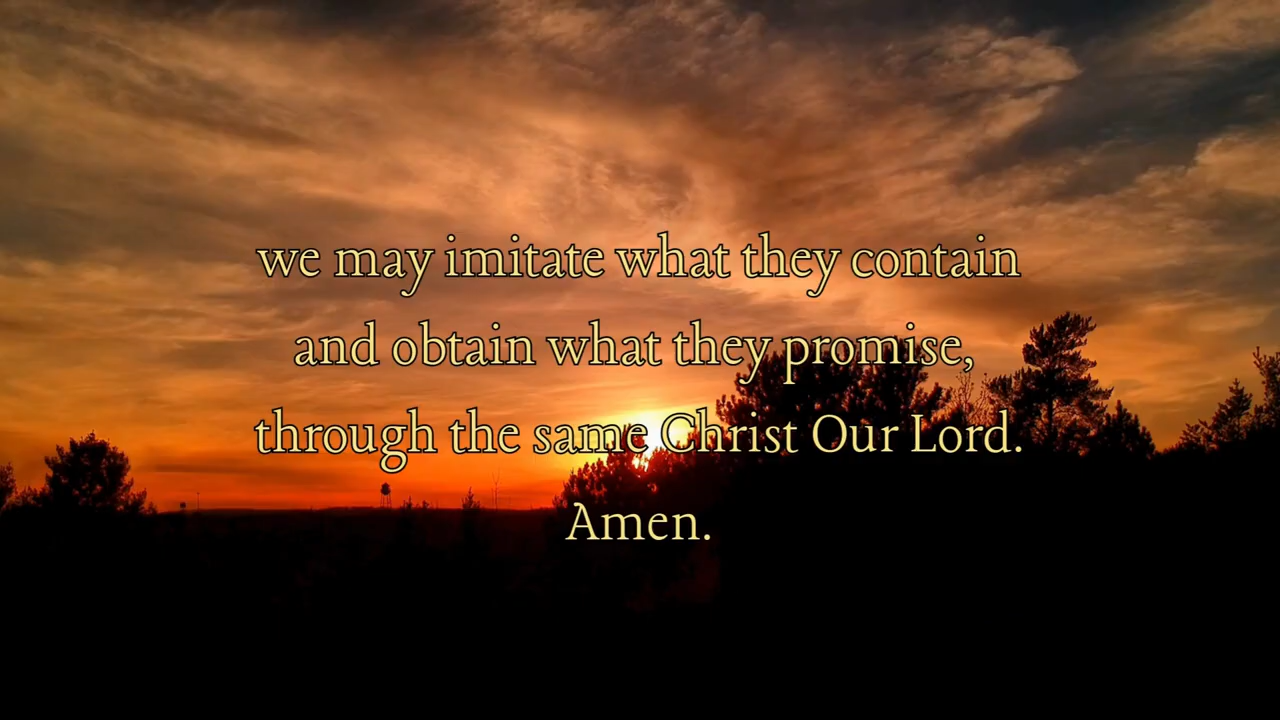 we may imitate what they contain
and obtain what they promise,
through the same Christ Our Lord.
Amen.